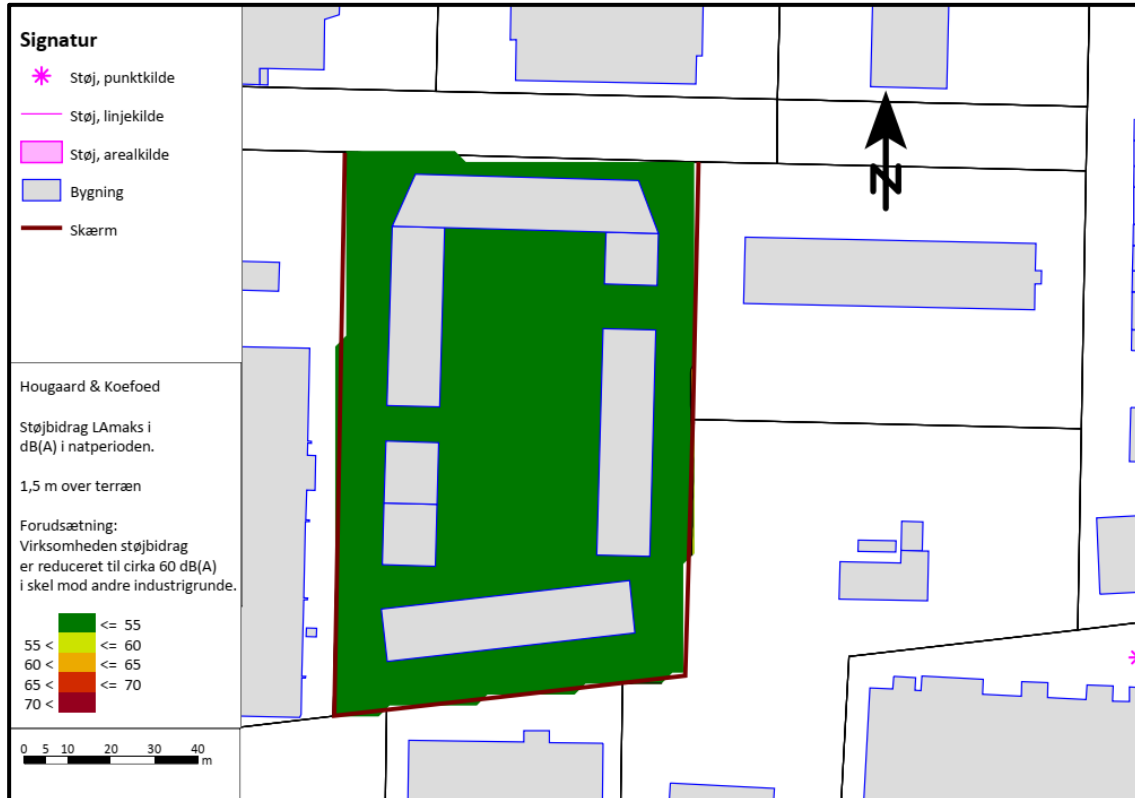 Signatur
Støj, punktkilde
Støj, linjekilde
Støj, arealkilde
Bygning
Skærm
Hougaard & Koefoed
Støjbidrag LAmaks i
dB(A) i natperioden.
1,5 m over terræn
Forudsætning:
Virksomheden støjbidrag
er reduceret til cirka 60 dB(A)
i skel mod andre industrigrunde.
<= 55
55 < <= 60
60 < <= 65
65 < <= 70
70 <
0 5 10 20 30 40
m
N